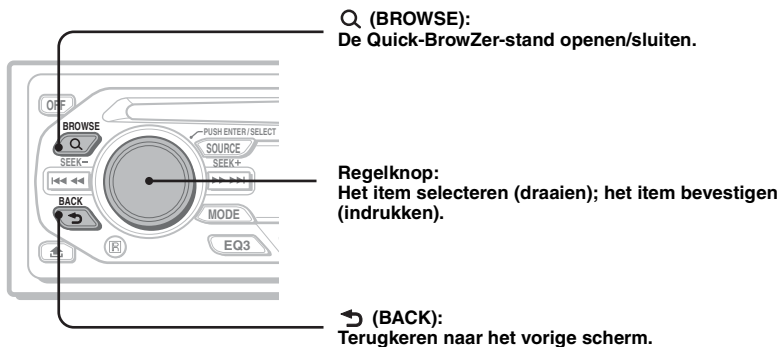 (BROWSE):
De Quick-BrowZer-stand openen/sluiten.
OFF
BROWSE
PUSH ENTER / SELECT
SOURCE
SEEK−
SEEK+
Regelknop:
Het item selecteren (draaien); het item bevestigen
(indrukken).
BACK
MODE
R
EQ3
(BACK):
Terugkeren naar het vorige scherm.